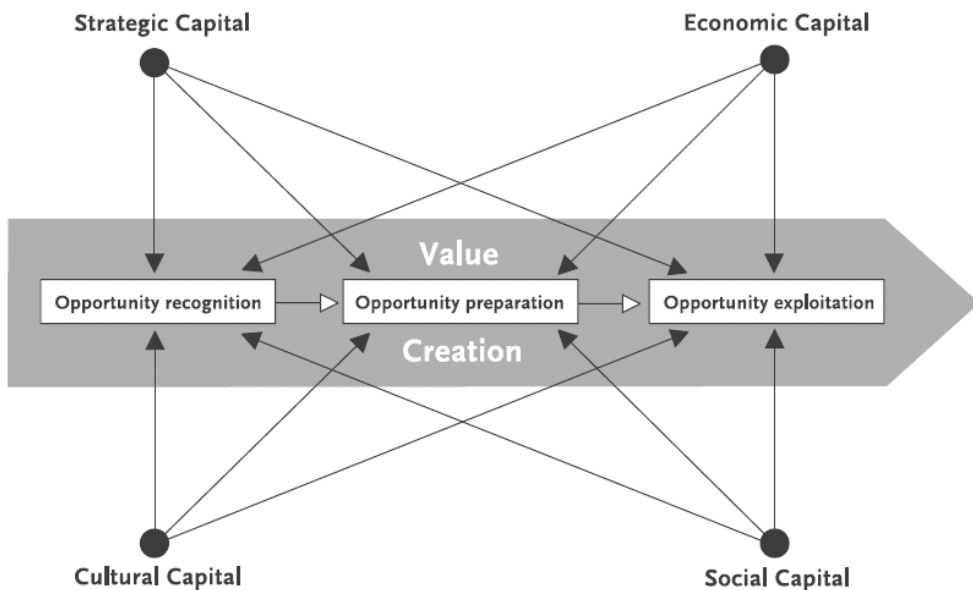 Strategic Capital
Economic Capital
Value
Opportunity recognition
Opportunity preparation
Opportunity exploitation
Creation
Cultural Capital
Social Capital